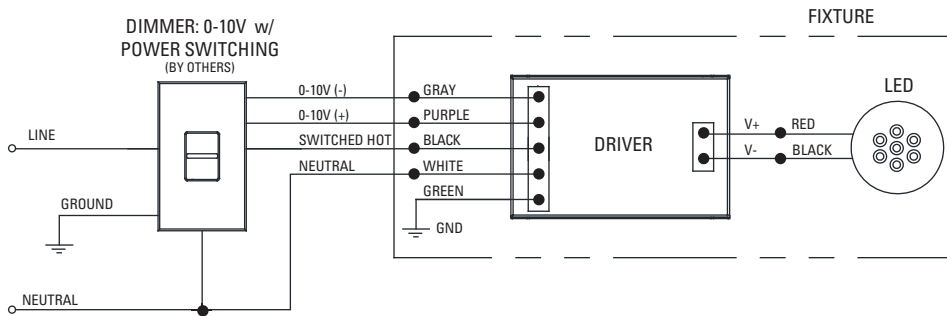 FIXTURE
DIMMER: 0-10V w/
POWER SWITCHING
(BY OTHERS)
LED
0-10V (-)
GRAY
0-10V (+)
PURPLE
V+
RED
LINE
SWITCHED HOT
BLACK
DRIVER
V-
BLACK
NEUTRAL
WHITE
GREEN
GROUND
GND
NEUTRAL